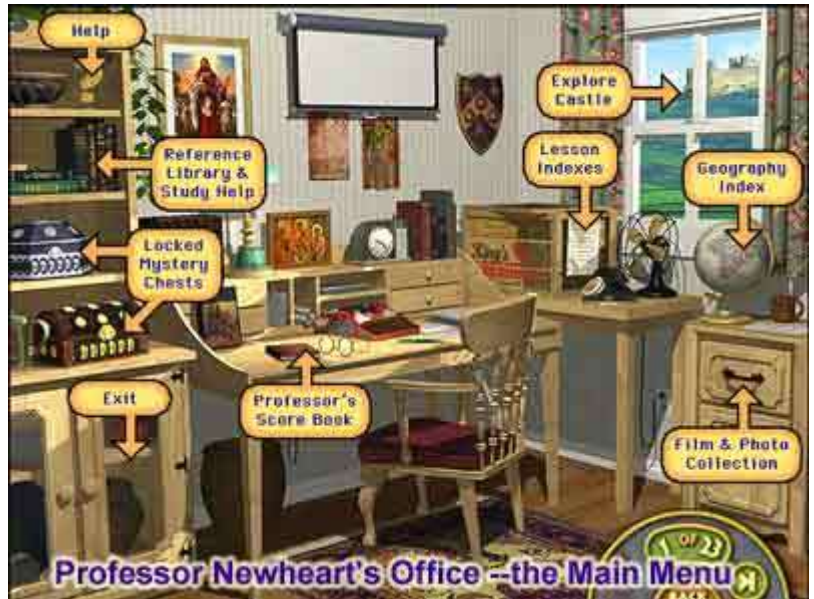 Help
Explore
Castle
Reference
Library &
Study Help
Lesson
Indexes
Geography
Index
Locked
Mystery
Chests
Exit
Professor's
Score Book
Film & Photo
Collection
1 OF 23
Professor Newheart's Office --the Main Menu
BACK